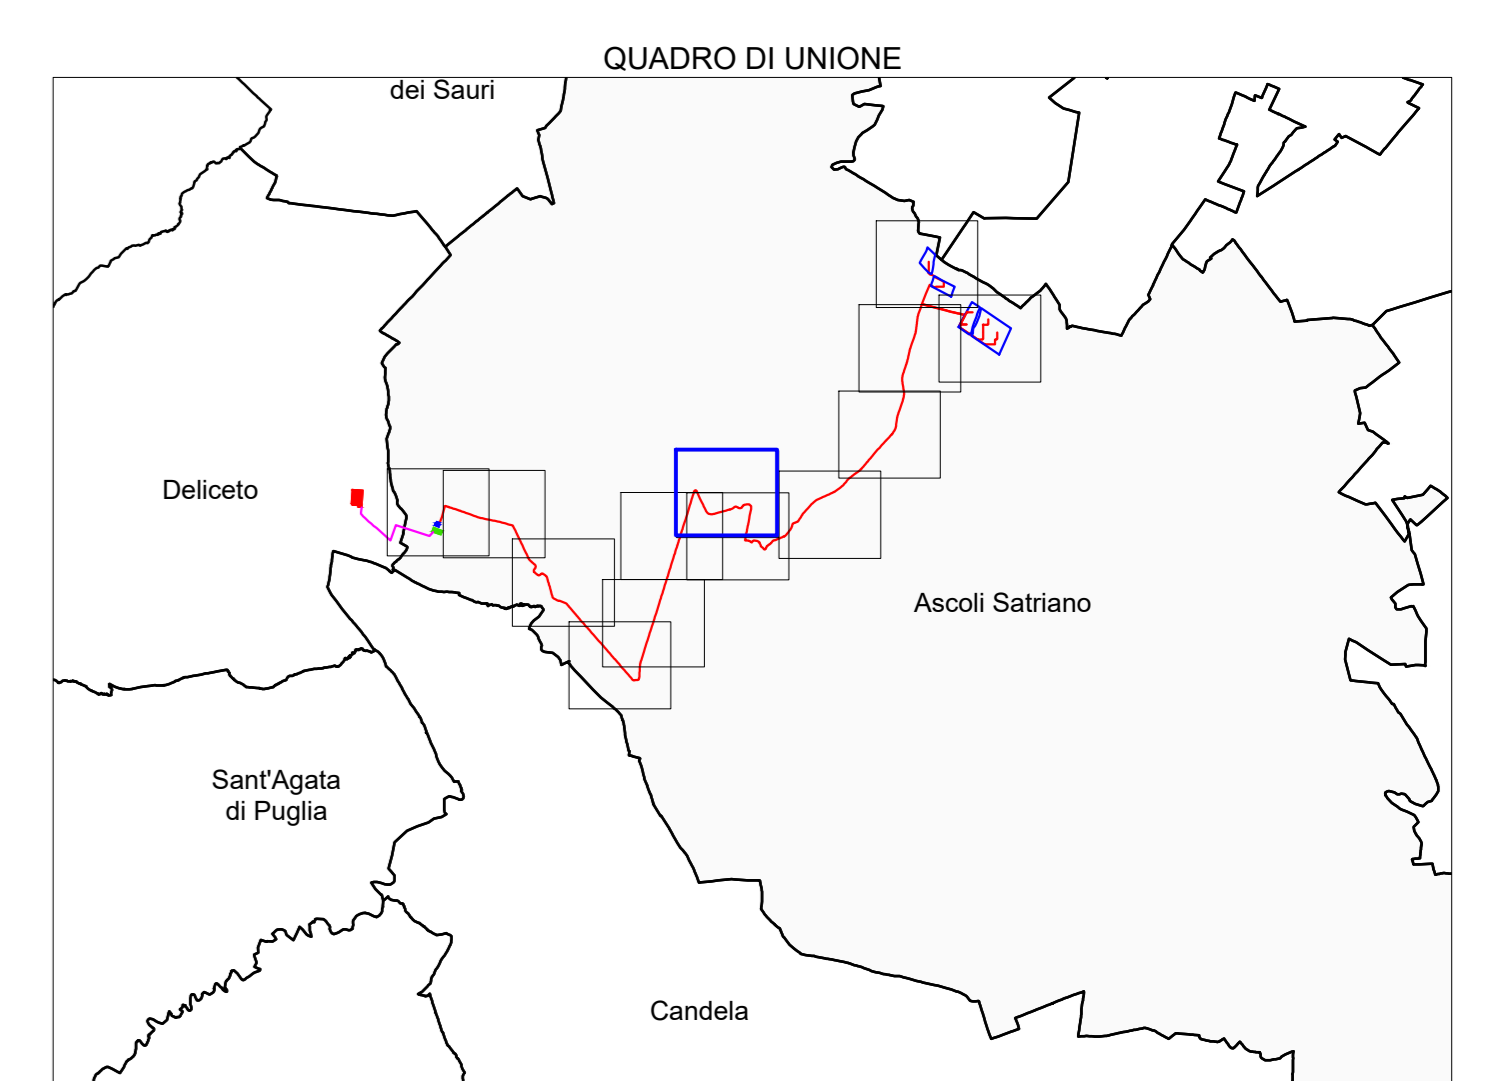 QUADRO DI UNIONE
dei Sauri
Deliceto
Ascoli Satriano
Sant'Agata
di Puglia
Candela